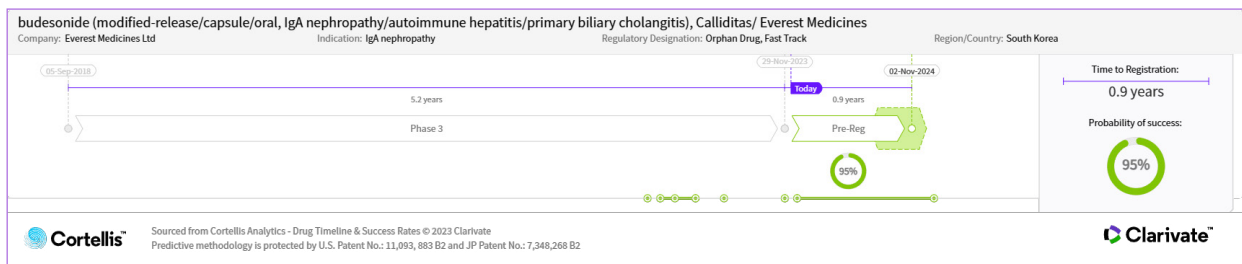 budesonide (modified-release/capsule/oral, IgA nephropathy/autoimmune hepatitis/primary biliary cholangitis), Calliditas/ Everest Medicines
Company: Everest Medicines Ltd Indication: IgA nephropathy Regulatory Designation: Orphan Drug, Fast Track Region/Country: South Korea
05-Sep-2018
29-Nov-2023
02-Nov-2024
Today
5.2 years
0.9 years
Phase 3
Pre-Reg
95%
Time to Registration:
0.9 years
Probability of success:
95%
Cortellis™
Sourced from Cortellis Analytics - Drug Timeline & Success Rates © 2023 Clarivate
Predictive methodology is protected by U.S. Patent No.: 11,093, 883 B2 and JP Patent No.: 7,348,268 B2
Clarivate™